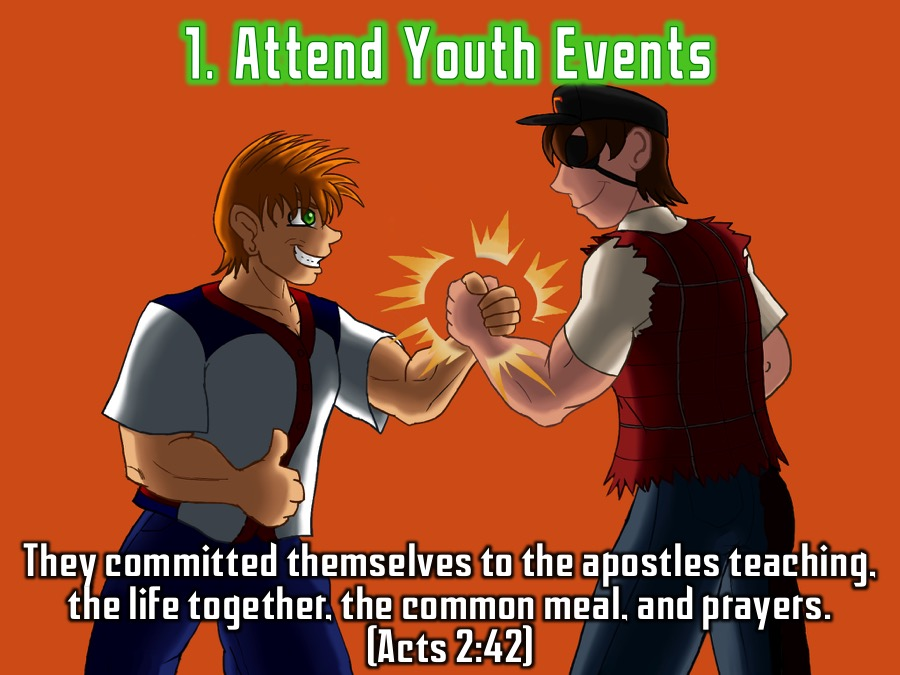 1. Attend Youth Events
They committed themselves to the apostles teaching,
the life together, the common meal, and prayers.
(Acts 2:42)